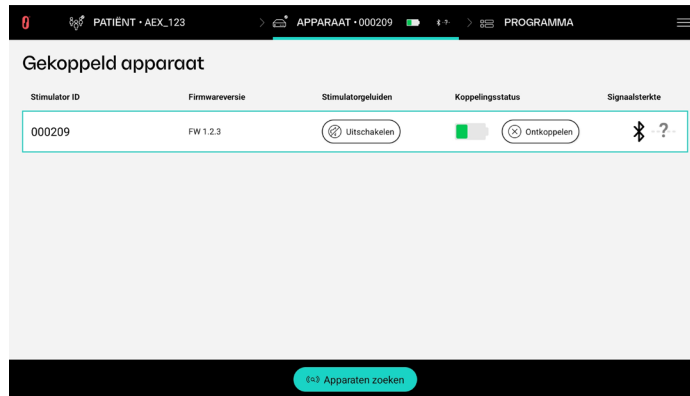 PATIËNT • AEX_123
APPARAAT • 000209
-?-
PROGRAMMA
Gekoppeld apparaat
Stimulator ID
Firmwareversie
Stimulatorgeluiden
Koppelingsstatus
Signaalsterkte
000209
FW 1.2.3
Uitschakelen
Ontkoppelen
--?--
Apparaten zoeken